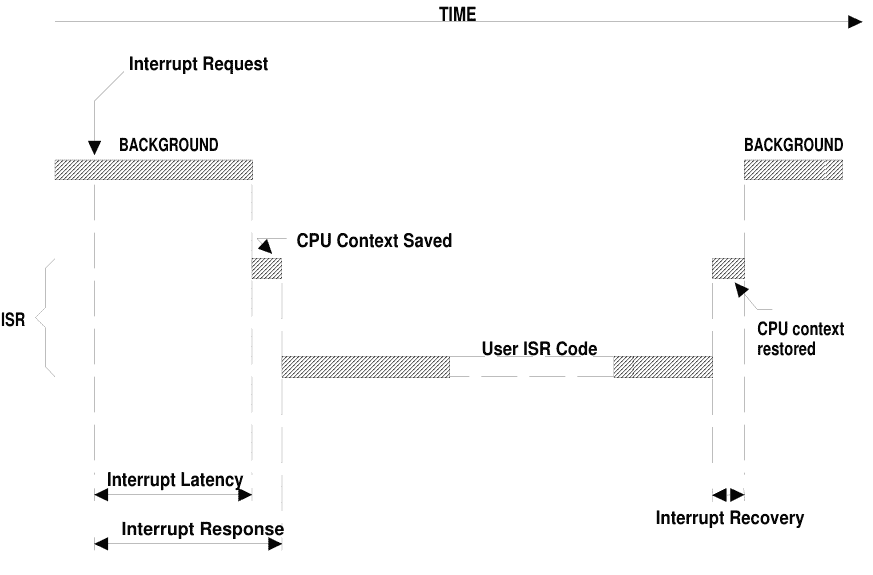 TIME
Interrupt Request
BACKGROUND
BACKGROUND
CPU Context Saved
ISR
CPU context
restored
User ISR Code
Interrupt Latency
Interrupt Recovery
Interrupt Response